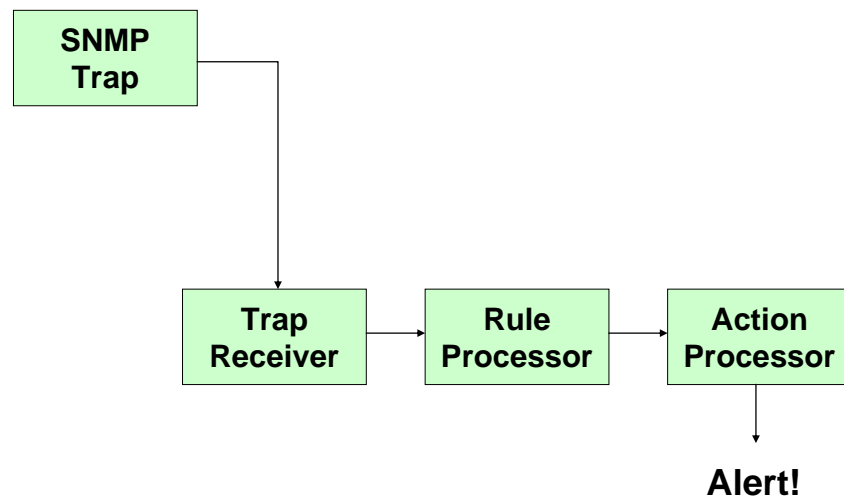 SNMP
Trap
Trap
Receiver
Rule
Processor
Action
Processor
Alert!